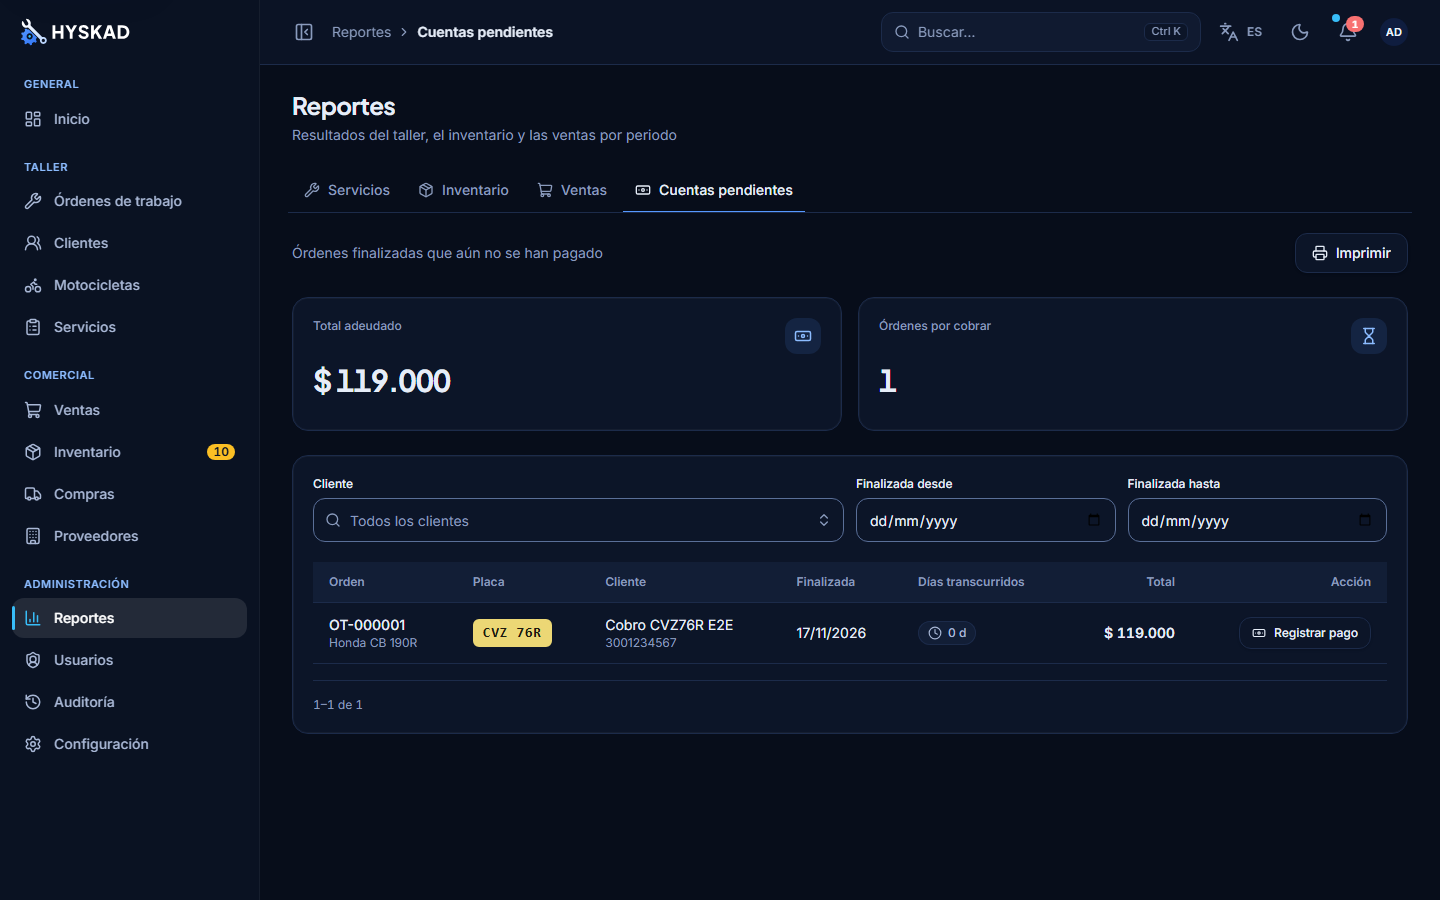 HYSKAD
GENERAL
Inicio
TALLER
Órdenes de trabajo
Clientes
Motocicletas
Servicios
COMERCIAL
Ventas
Inventario 10
Compras
Proveedores
ADMINISTRACIÓN
Reportes
Usuarios
Auditoría
Configuración
Reportes > Cuentas pendientes
Buscar... Ctrl K
ES
1
AD
Reportes
Resultados del taller, el inventario y las ventas por periodo
Servicios Inventario Ventas Cuentas pendientes
Órdenes finalizadas que aún no se han pagado
Imprimir
Total adeudado
$ 119.000
Órdenes por cobrar
1
Cliente Finalizada desde Finalizada hasta
Todos los clientes dd/mm/yyyy dd/mm/yyyy
Orden Placa Cliente Finalizada Días transcurridos Total Acción
OT-000001 CVZ 76R Cobro CVZ76R E2E 17/11/2026 0 d $ 119.000 Registrar pago
Honda CB 190R 3001234567
1–1 de 1